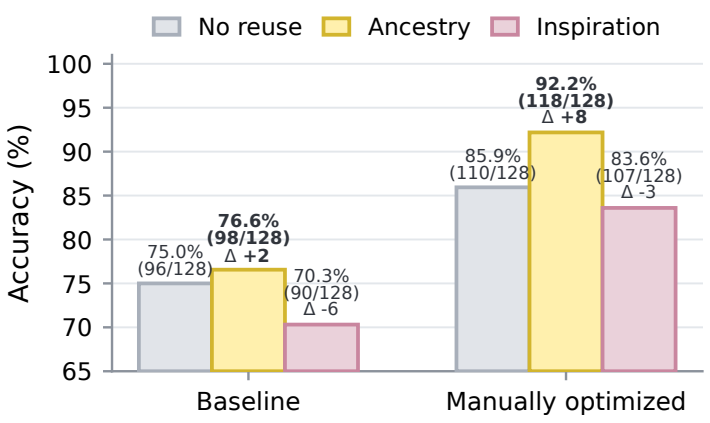 No reuse Ancestry Inspiration
Accuracy (%)
100
95
90
85
80
75
70
65
75.0%
(96/128)
76.6%
(98/128)
Δ +2
70.3%
(90/128)
Δ -6
85.9%
(110/128)
92.2%
(118/128)
Δ +8
83.6%
(107/128)
Δ -3
Baseline
Manually optimized